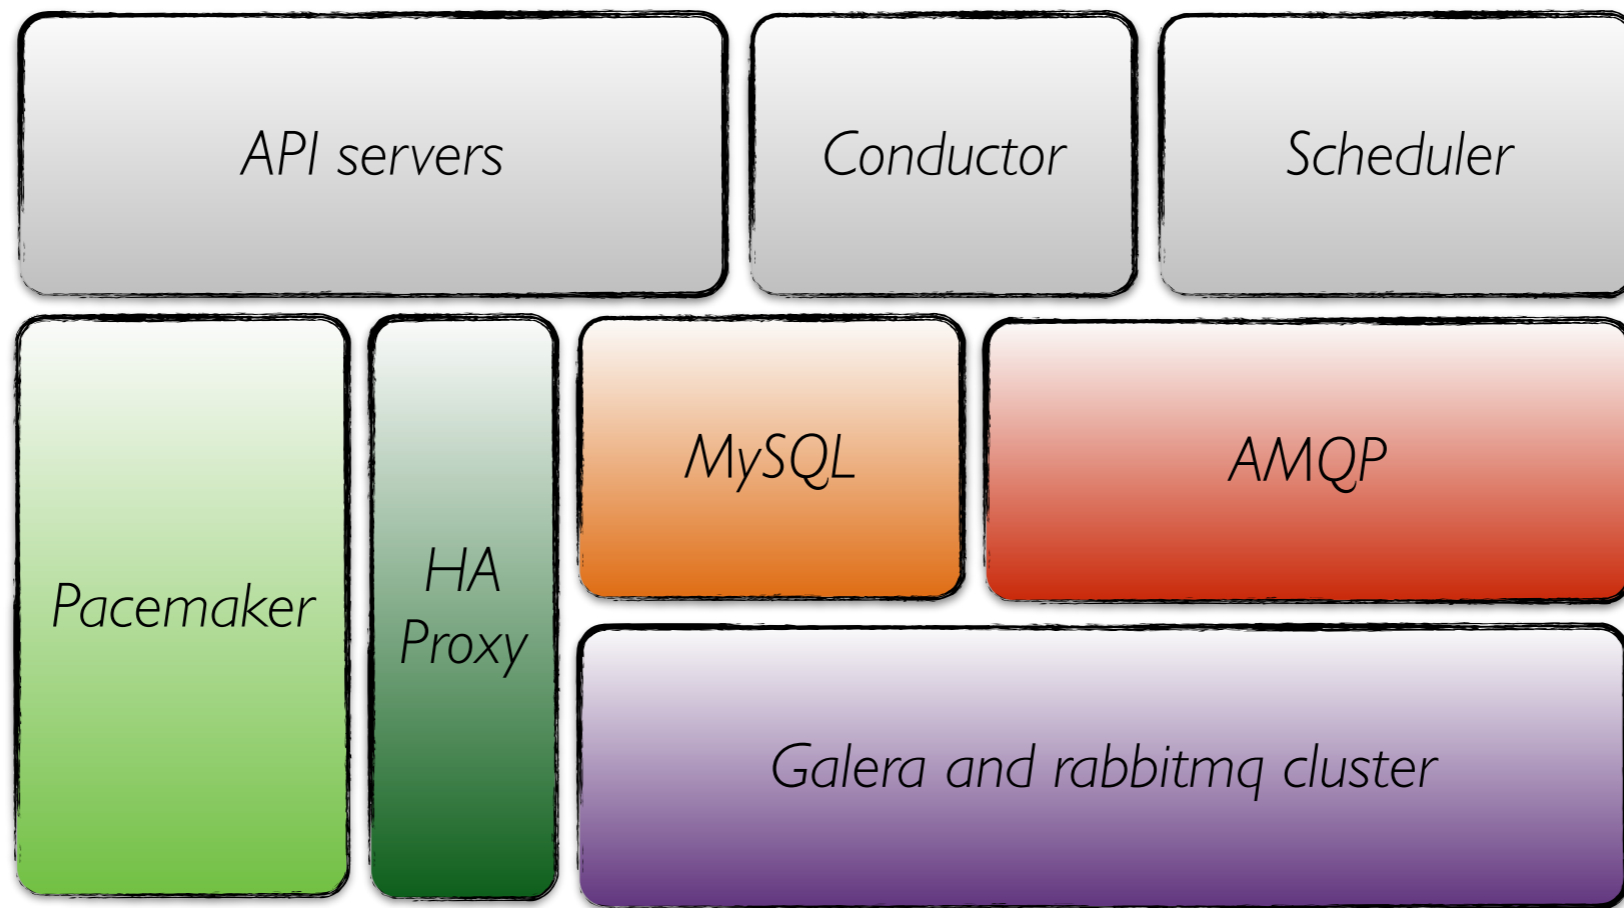 API servers
Conductor
Scheduler
Pacemaker
HA
Proxy
MySQL
AMQP
Galera and rabbitmq cluster